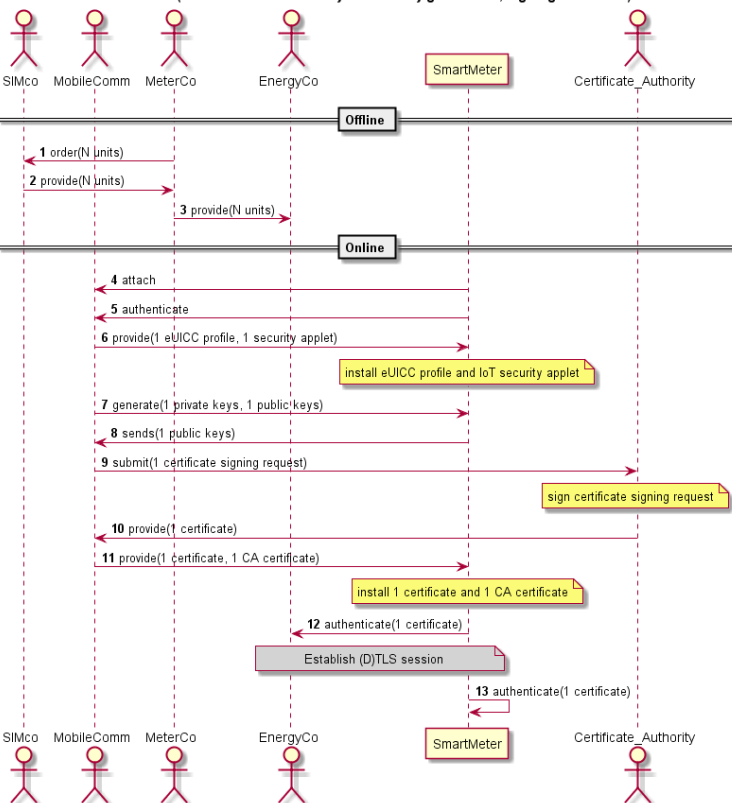 SIMco MobileComm MeterCo EnergyCo SmartMeter Certificate_Authority
Offline
1 order(N units)
2 provide(N units)
3 provide(N units)
Online
4 attach
5 authenticate
6 provide(1 eUICC profile, 1 security applet)
install eUICC profile and IoT security applet
7 generate(1 private keys, 1 public keys)
8 sends(1 public keys)
9 submit(1 certificate signing request)
sign certificate signing request
10 provide(1 certificate)
11 provide(1 certificate, 1 CA certificate)
install 1 certificate and 1 CA certificate
12 authenticate(1 certificate)
Establish (D)TLS session
13 authenticate(1 certificate)
SIMco MobileComm MeterCo EnergyCo SmartMeter Certificate_Authority